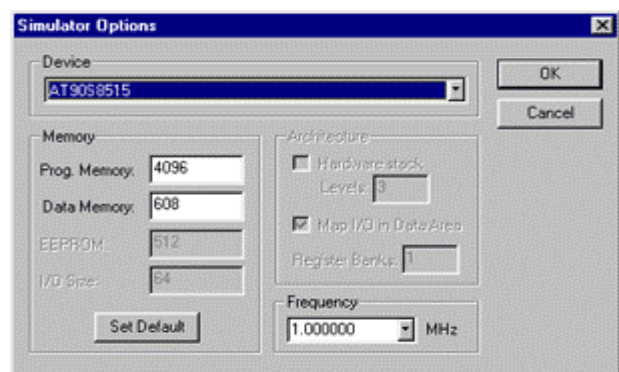 Simulator Options
Device
AT90S8515
OK
Cancel
Memory
Prog. Memory: 4096
Data Memory: 608
EEPROM: 512
I/O Size: 64
Set Default
Architecture
Hardware stock
Levels: 3
Map I/O in Data Area
Register Banks: 1
Frequency
1.000000 MHz